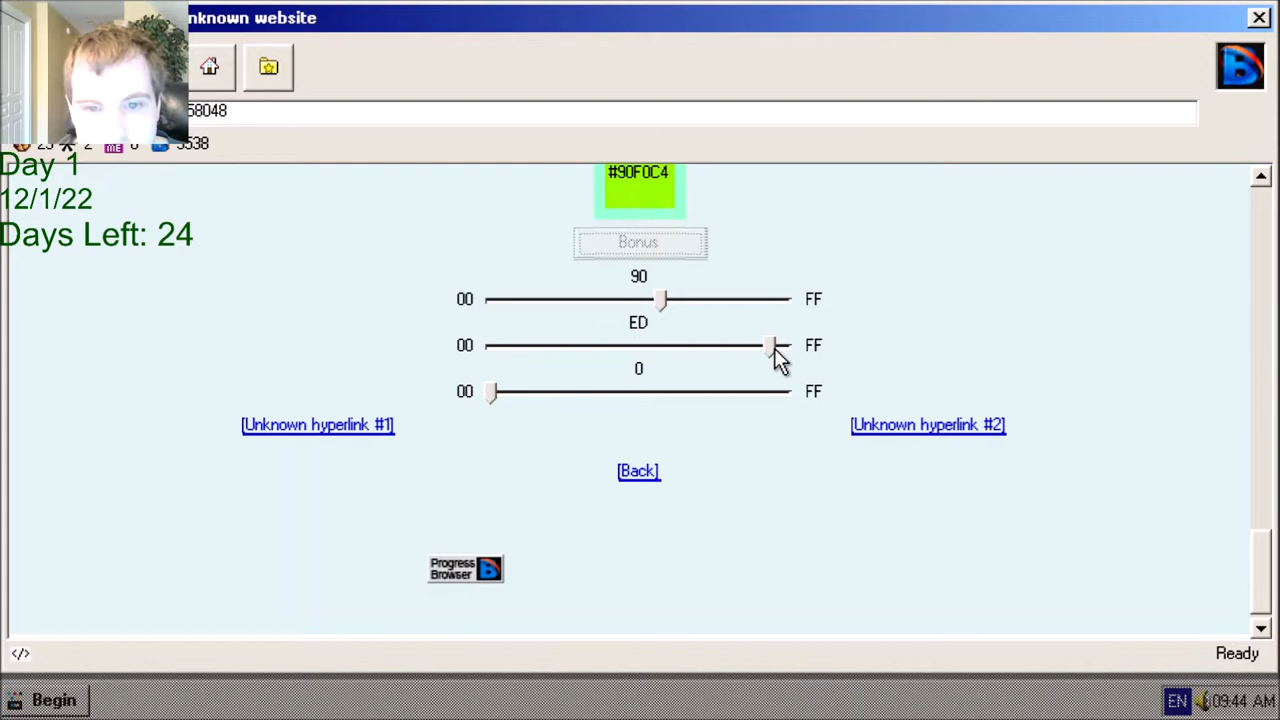 nknown website
58048
Day 1
12/1/22
Days Left: 24
#90F0C4
Bonus
90
00 FF
ED
00 FF
0
00 FF
[Unknown hyperlink #1] [Unknown hyperlink #2]
[Back]
Progress
Browser
</> Ready
Begin EN 09:44 AM